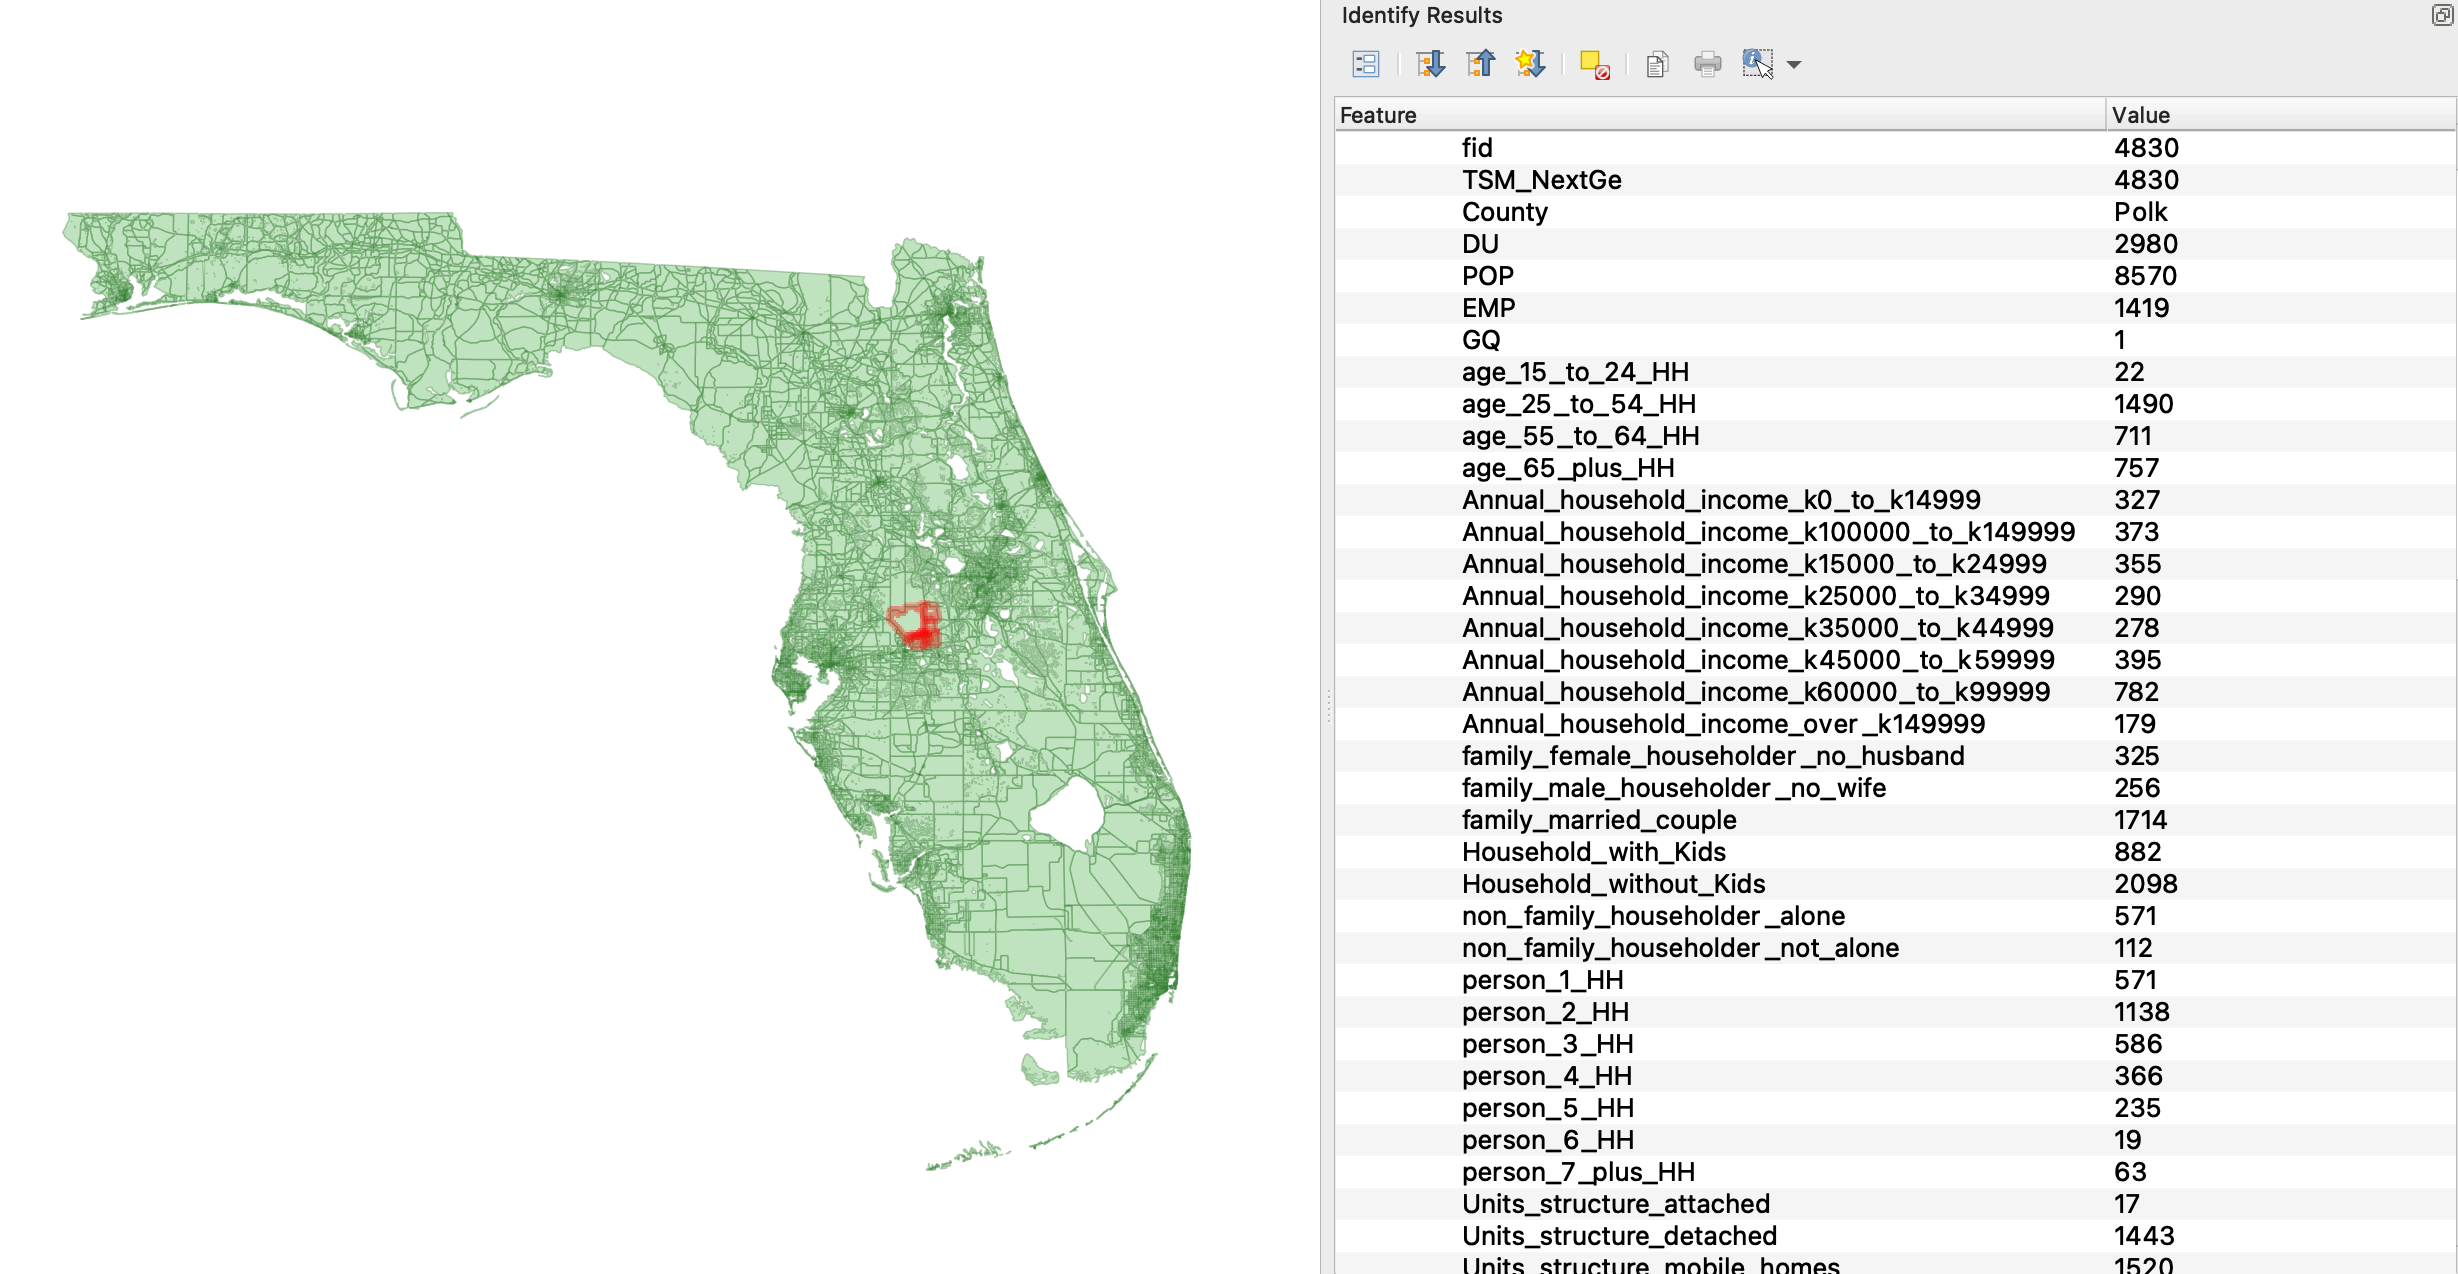 Identify Results
Feature Value
fid 4830
TSM_NextGe 4830
County Polk
DU 2980
POP 8570
EMP 1419
GQ 1
age_15_to_24_HH 22
age_25_to_54_HH 1490
age_55_to_64_HH 711
age_65_plus_HH 757
Annual_household_income_k0_to_k14999 327
Annual_household_income_k100000_to_k149999 373
Annual_household_income_k15000_to_k24999 355
Annual_household_income_k25000_to_k34999 290
Annual_household_income_k35000_to_k44999 278
Annual_household_income_k45000_to_k59999 395
Annual_household_income_k60000_to_k99999 782
Annual_household_income_over_k149999 179
family_female_householder_no_husband 325
family_male_householder_no_wife 256
family_married_couple 1714
Household_with_Kids 882
Household_without_Kids 2098
non_family_householder_alone 571
non_family_householder_not_alone 112
person_1_HH 571
person_2_HH 1138
person_3_HH 586
person_4_HH 366
person_5_HH 235
person_6_HH 19
person_7_plus_HH 63
Units_structure_attached 17
Units_structure_detached 1443
Units_structure_mobile_homes 1520